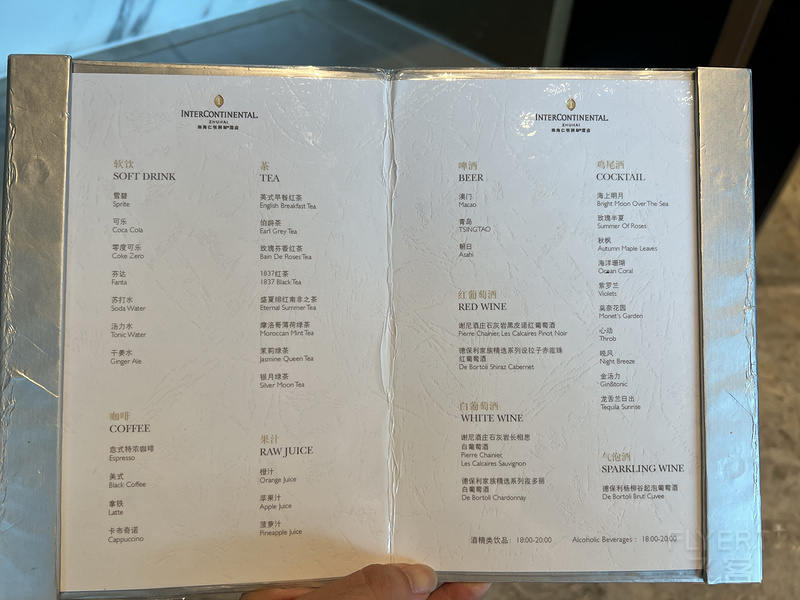 INTERCONTINENTAL
ZHUHAI
软饮
SOFT DRINK
雪碧
Sprite
可乐
Coca Cola
零度可乐
Coke Zero
芬达
Fanta
苏打水
Soda Water
汤力水
Tonic Water
干姜水
Ginger Ale
咖啡
COFFEE
意式特浓咖啡
Espresso
美式
Black Coffee
拿铁
Latte
卡布奇诺
Cappuccino
茶
TEA
英式早餐红茶
English Breakfast Tea
伯爵茶
Earl Grey Tea
玫瑰芬香红茶
Bain De Roses Tea
1837红茶
1837 Black Tea
盛夏绯红南非之茶
Eternal Summer Tea
摩洛哥薄荷绿茶
Moroccan Mint Tea
茉莉绿茶
Jasmine Queen Tea
银月绿茶
Silver Moon Tea
果汁
RAW JUICE
橙汁
Orange Juice
苹果汁
Apple Juice
菠萝汁
Pineapple Juice
INTERCONTINENTAL
ZHUHAI
啤酒
BEER
澳门
Macao
青岛
TSINGTAO
朝日
Asahi
红葡萄酒
RED WINE
谢尼酒庄石灰岩黑皮诺红葡萄酒
Pierre Chainier, Les Calcaires Pinot Noir
德保利家族精选系列设拉子赤霞珠
红葡萄酒
De Bortoli Shiraz Cabernet
白葡萄酒
WHITE WINE
谢尼酒庄石灰岩长相思
白葡萄酒
Pierre Chainier,
Les Calcaires Sauvignon
德保利家族精选系列霞多丽
白葡萄酒
De Bortoli Chardonnay
鸡尾酒
COCKTAIL
海上明月
Bright Moon Over The Sea
玫瑰半夏
Summer Of Roses
秋枫
Autumn Maple Leaves
海洋珊瑚
Ocean Coral
紫罗兰
Violets
莫奈花园
Monet's Garden
心动
Throb
晚风
Night Breeze
金汤力
Gin&tonic
龙舌兰日出
Tequila Sunrise
气泡酒
SPARKLING WINE
德保利杨柳谷起泡葡萄酒
De Bortoli Brut Cuvee
酒精类饮品： 18:00-20:00
Alcoholic Beverages： 18:00-20:00
FLYERT